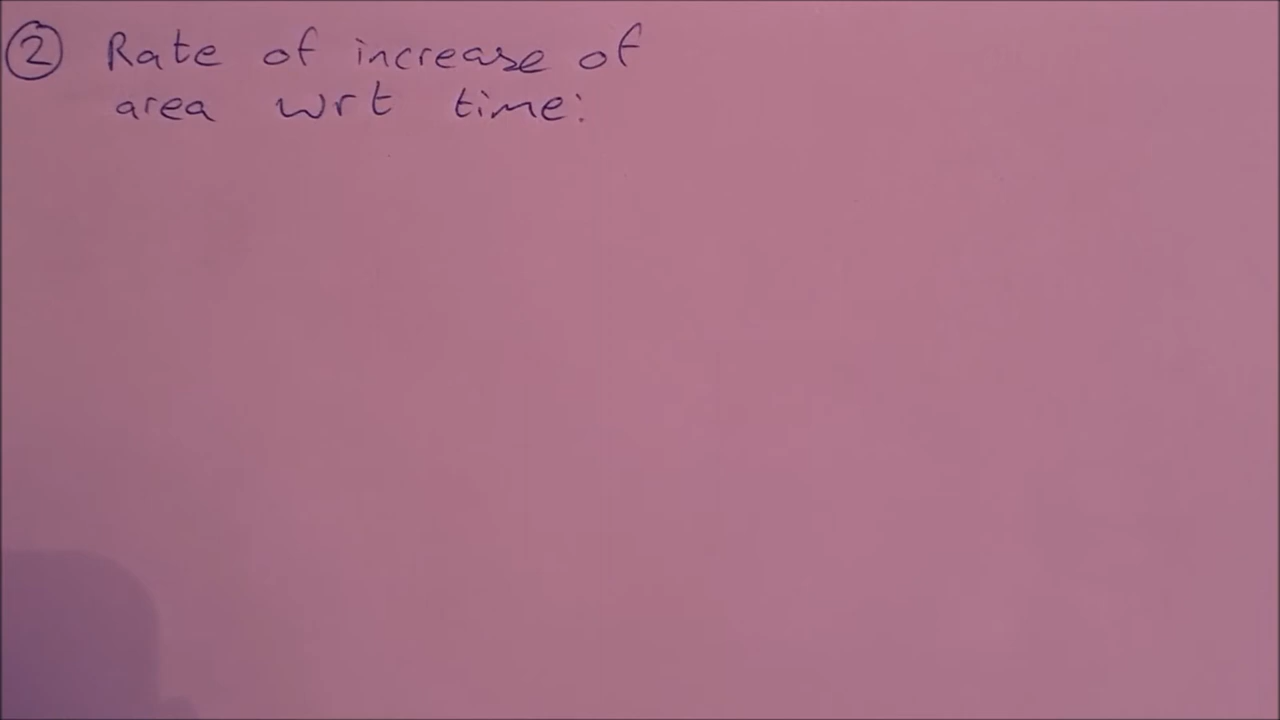 ② Rate of increase of
area wrt time: